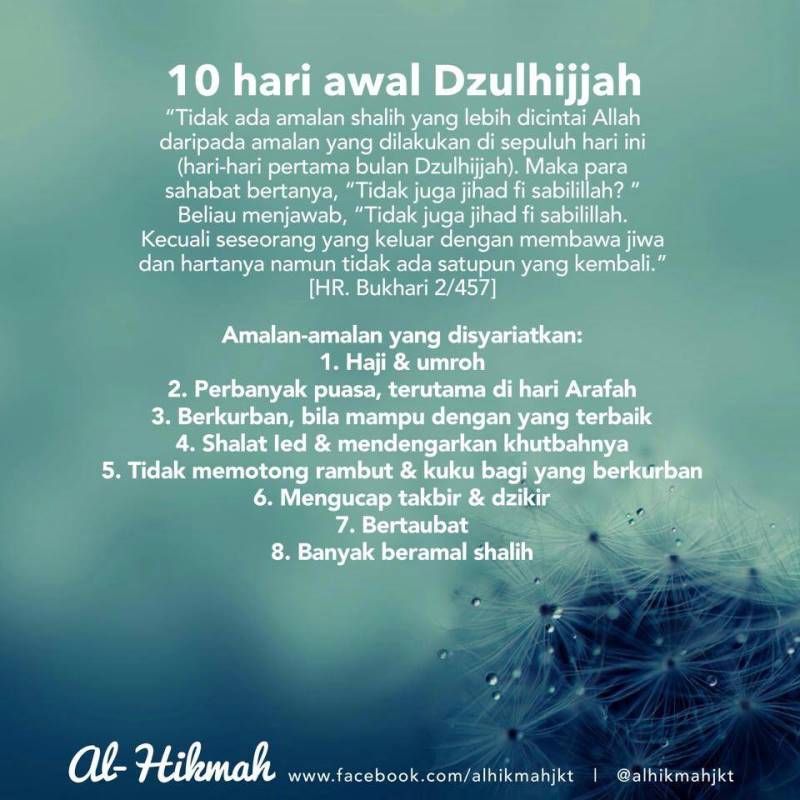 10 hari awal Dzulhijjah
“Tidak ada amalan shalih yang lebih dicintai Allah
daripada amalan yang dilakukan di sepuluh hari ini
(hari-hari pertama bulan Dzulhijjah). Maka para
sahabat bertanya, “Tidak juga jihad fi sabilillah? ”
Beliau menjawab, “Tidak juga jihad fi sabilillah.
Kecuali seseorang yang keluar dengan membawa jiwa
dan hartanya namun tidak ada satupun yang kembali.”
[HR. Bukhari 2/457]
Amalan-amalan yang disyariatkan:
1. Haji & umroh
2. Perbanyak puasa, terutama di hari Arafah
3. Berkurban, bila mampu dengan yang terbaik
4. Shalat Ied & mendengarkan khutbahnya
5. Tidak memotong rambut & kuku bagi yang berkurban
6. Mengucap takbir & dzikir
7. Bertaubat
8. Banyak beramal shalih
Al-Hikmah www.facebook.com/alhikmahjkt | @alhikmahjkt